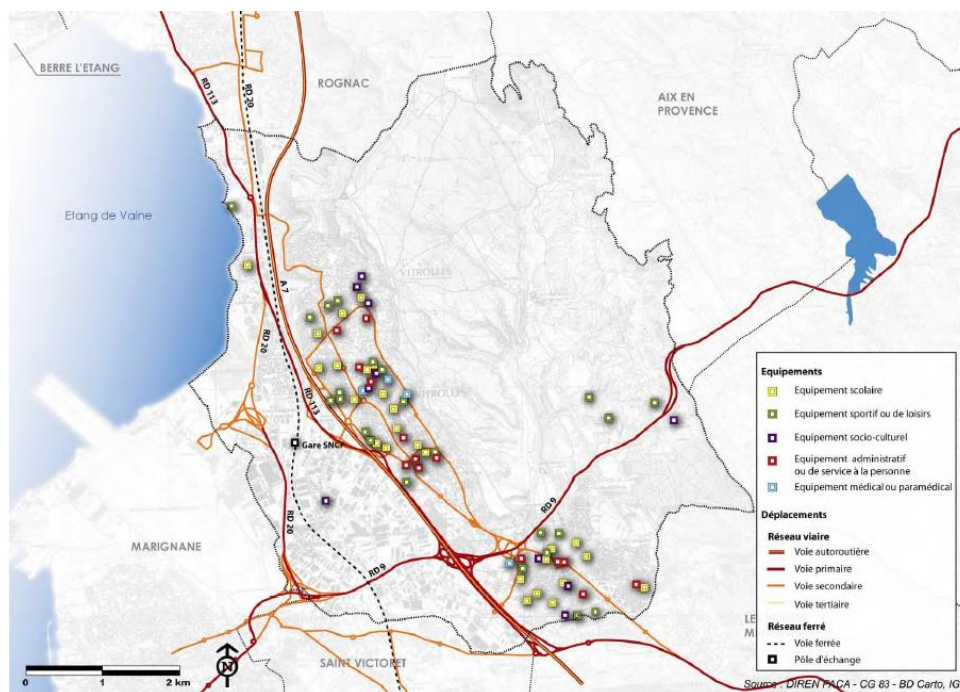 BERRE L'ETANG
ROGNAC
AIX EN
PROVENCE
RD 113
RD 20
Etang de Vaine
A 7
VITROLLES
RD 20
RD 113
VITROLLES
Gare SNCF
RD 9
RD 20
MARIGNANE
RD 9
SAINT VICTORET
LE
Equipements
Equipement scolaire
Equipement sportif ou de loisirs
Equipement socio-culturel
Equipement administratif
ou de service à la personne
Equipement médical ou paramédical
Déplacements
Réseau viaire
Voie autoroutière
Voie primaire
Voie secondaire
Voie tertiaire
Réseau ferré
Voie ferrée
Pôle d'échange
0 1 2 km
N
Source : DIREN PACA - CG 83 - BD Carto, IG